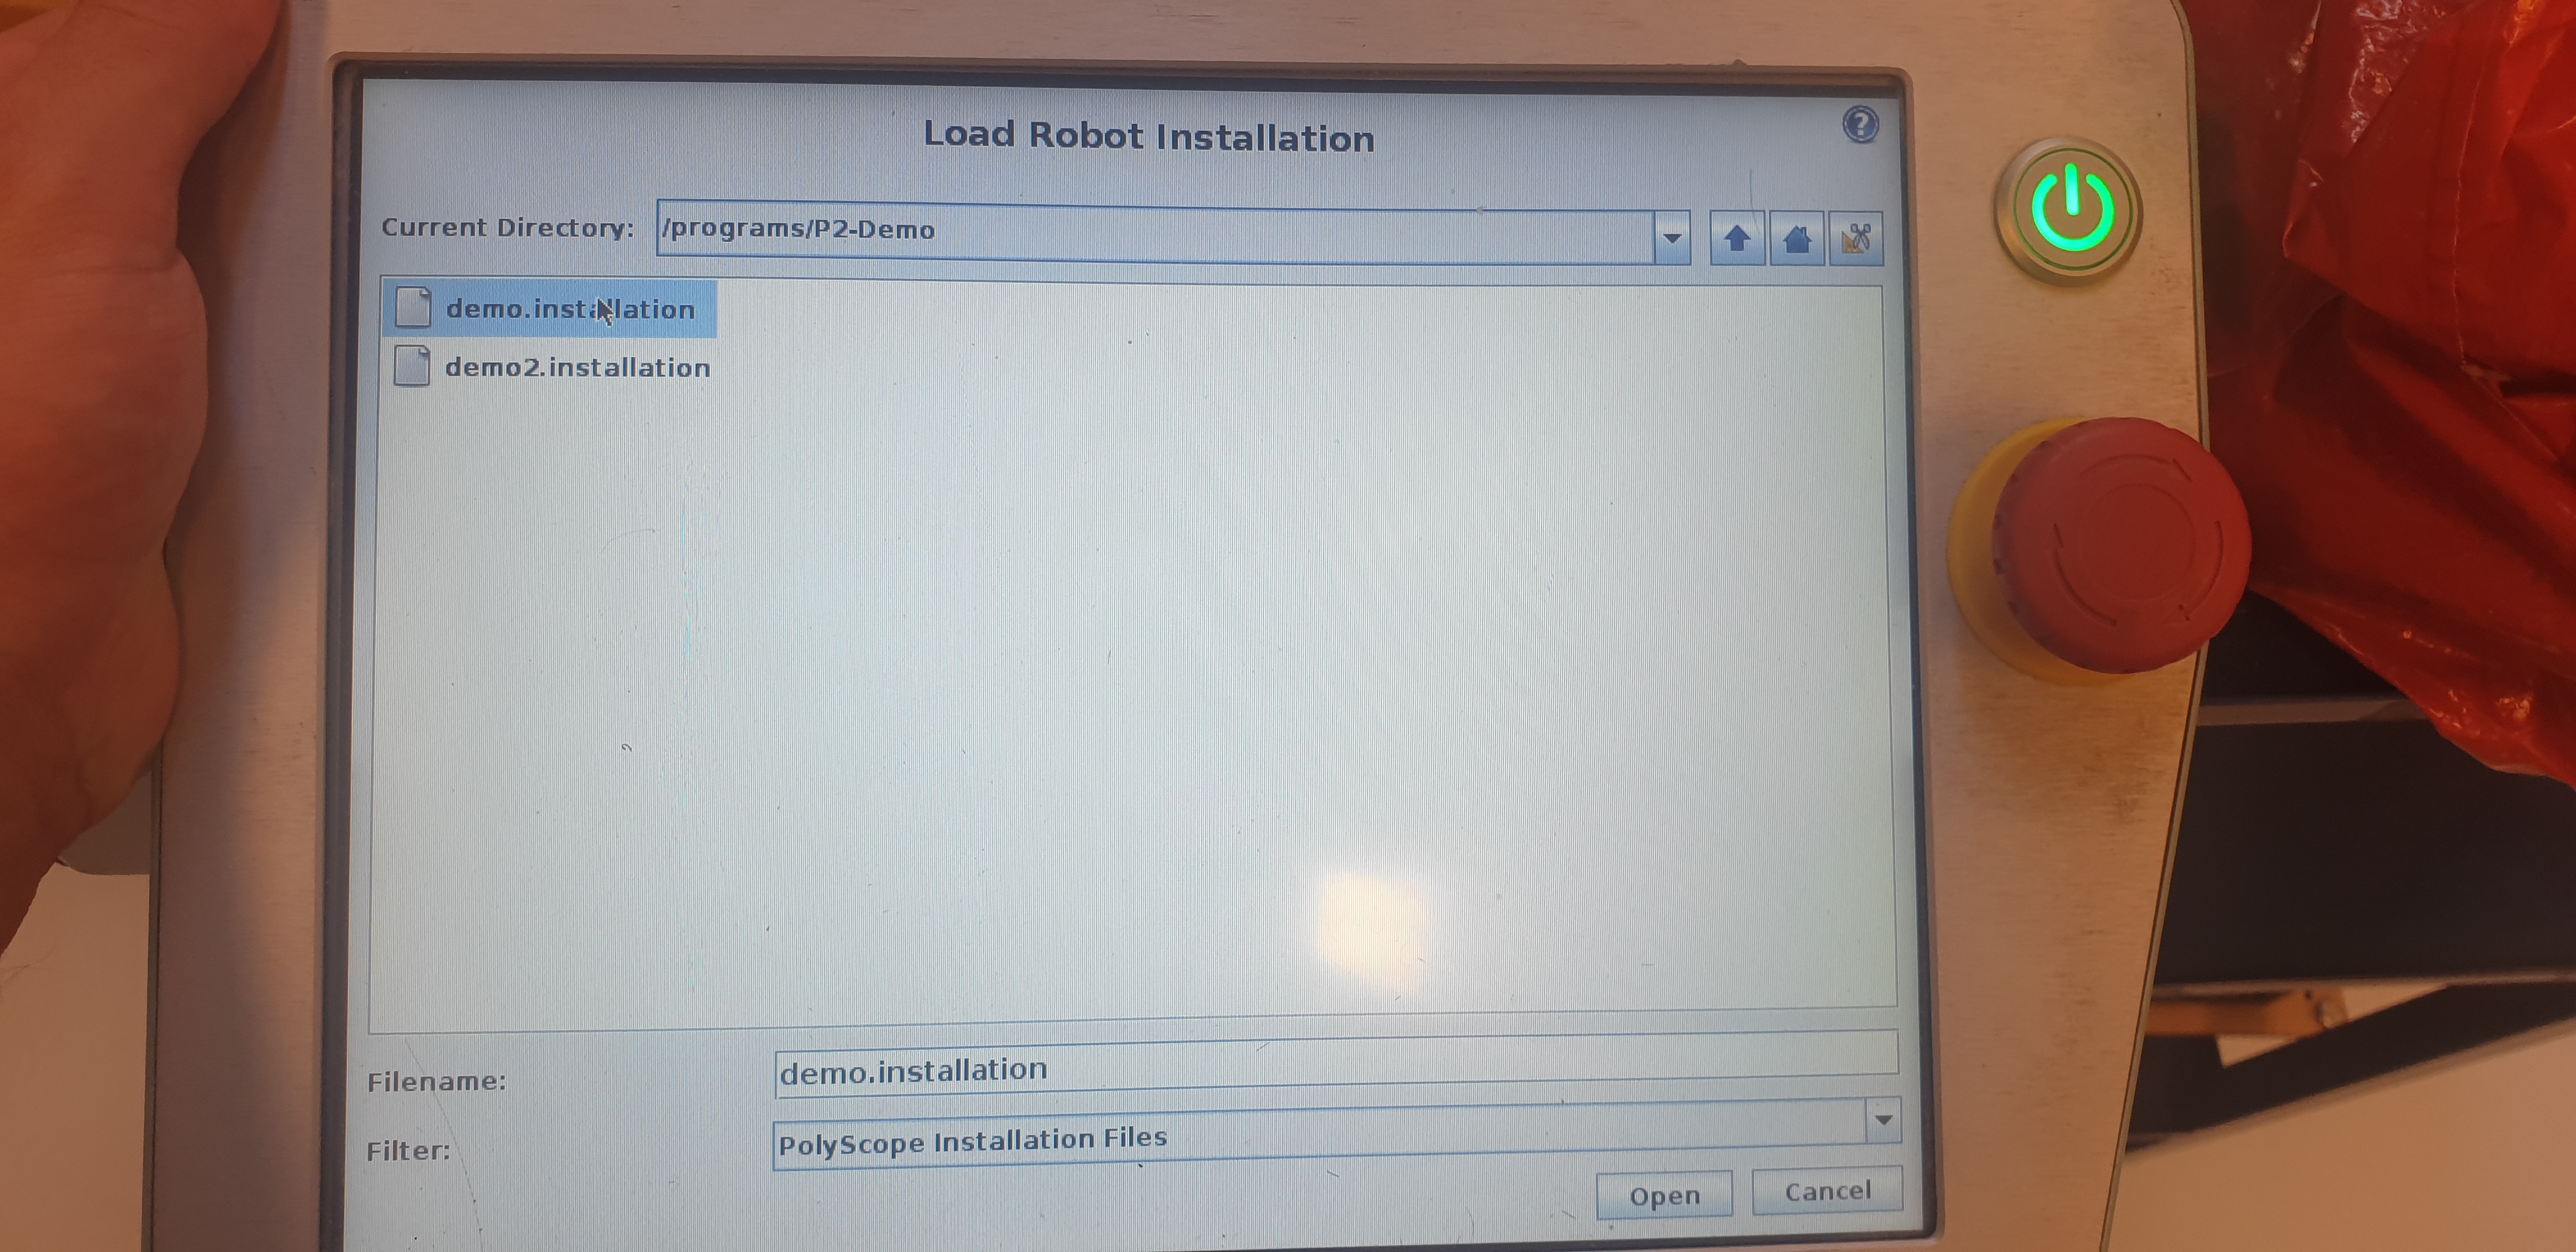 Load Robot Installation
?
Current Directory: /programs/P2-Demo
demo.installation
demo2.installation
Filename: demo.installation
Filter: PolyScope Installation Files
Open Cancel